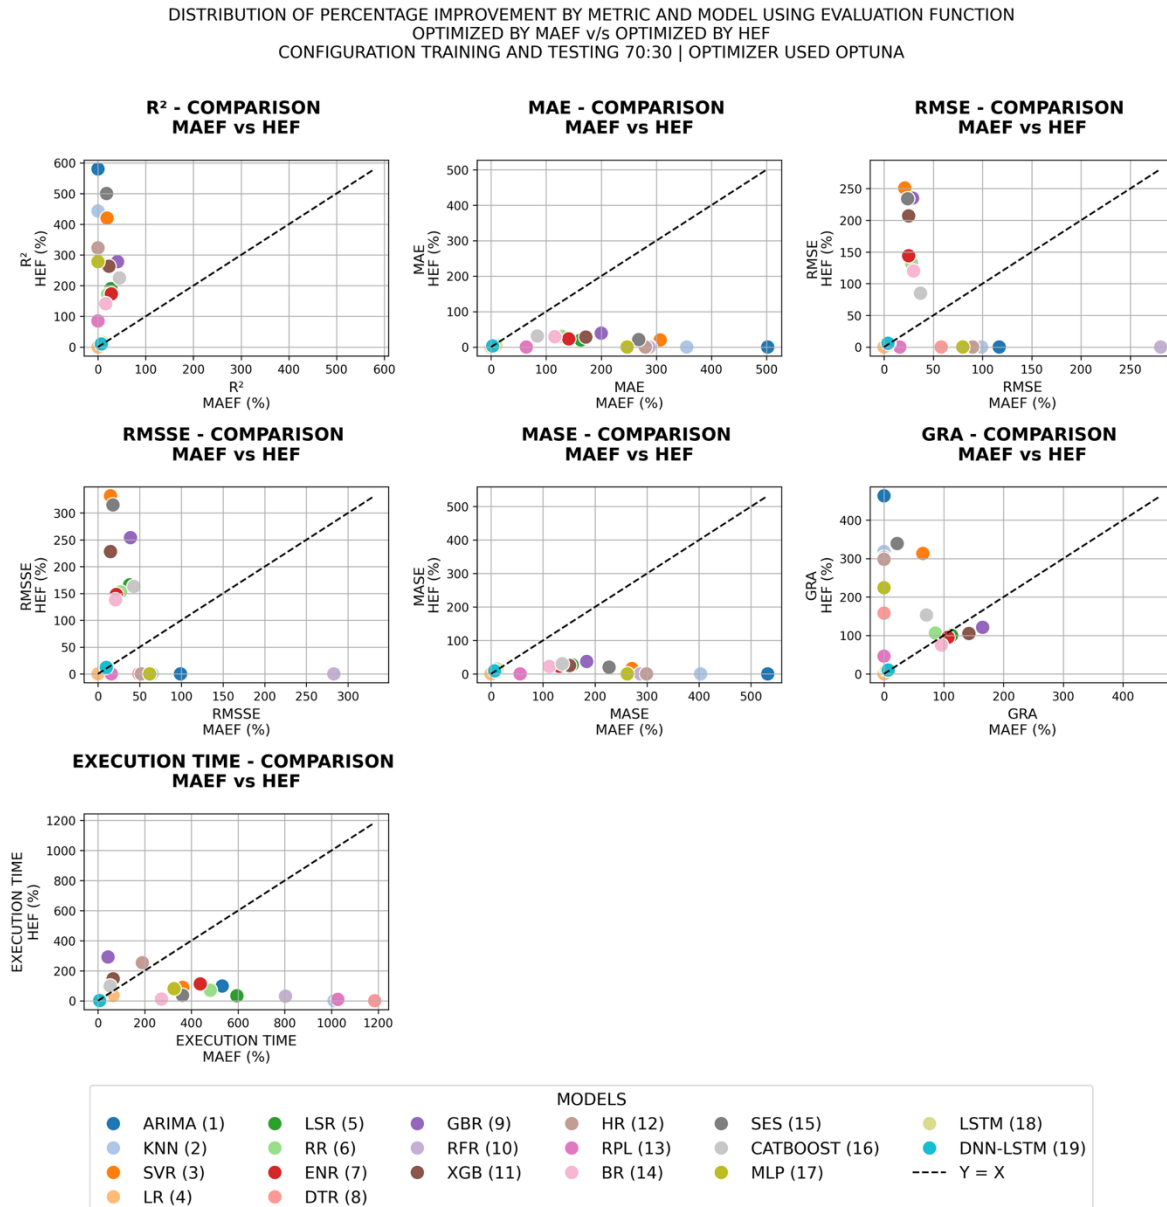 DISTRIBUTION OF PERCENTAGE IMPROVEMENT BY METRIC AND MODEL USING EVALUATION FUNCTION
OPTIMIZED BY MAEF v/s OPTIMIZED BY HEF
CONFIGURATION TRAINING AND TESTING 70:30 | OPTIMIZER USED OPTUNA
R² - COMPARISON
MAEF vs HEF
600
500
400
300
200
100
0
R²
HEF (%)
0 100 200 300 400 500 600
R²
MAEF (%)
MAE - COMPARISON
MAEF vs HEF
500
400
300
200
100
0
MAE
HEF (%)
0 100 200 300 400 500
MAE
MAEF (%)
RMSE - COMPARISON
MAEF vs HEF
250
200
150
100
50
0
RMSE
HEF (%)
0 50 100 150 200 250
RMSE
MAEF (%)
RMSSE - COMPARISON
MAEF vs HEF
300
250
200
150
100
50
0
RMSSE
HEF (%)
0 50 100 150 200 250 300
RMSSE
MAEF (%)
MASE - COMPARISON
MAEF vs HEF
500
400
300
200
100
0
MASE
HEF (%)
0 100 200 300 400 500
MASE
MAEF (%)
GRA - COMPARISON
MAEF vs HEF
400
300
200
100
0
GRA
HEF (%)
0 100 200 300 400
GRA
MAEF (%)
EXECUTION TIME - COMPARISON
MAEF vs HEF
1200
1000
800
600
400
200
0
EXECUTION TIME
HEF (%)
0 200 400 600 800 1000 1200
EXECUTION TIME
MAEF (%)
MODELS
ARIMA (1) LSR (5) GBR (9) HR (12) SES (15) LSTM (18)
KNN (2) RR (6) RFR (10) RPL (13) CATBOOST (16) DNN-LSTM (19)
SVR (3) ENR (7) XGB (11) BR (14) MLP (17) Y = X
LR (4) DTR (8)